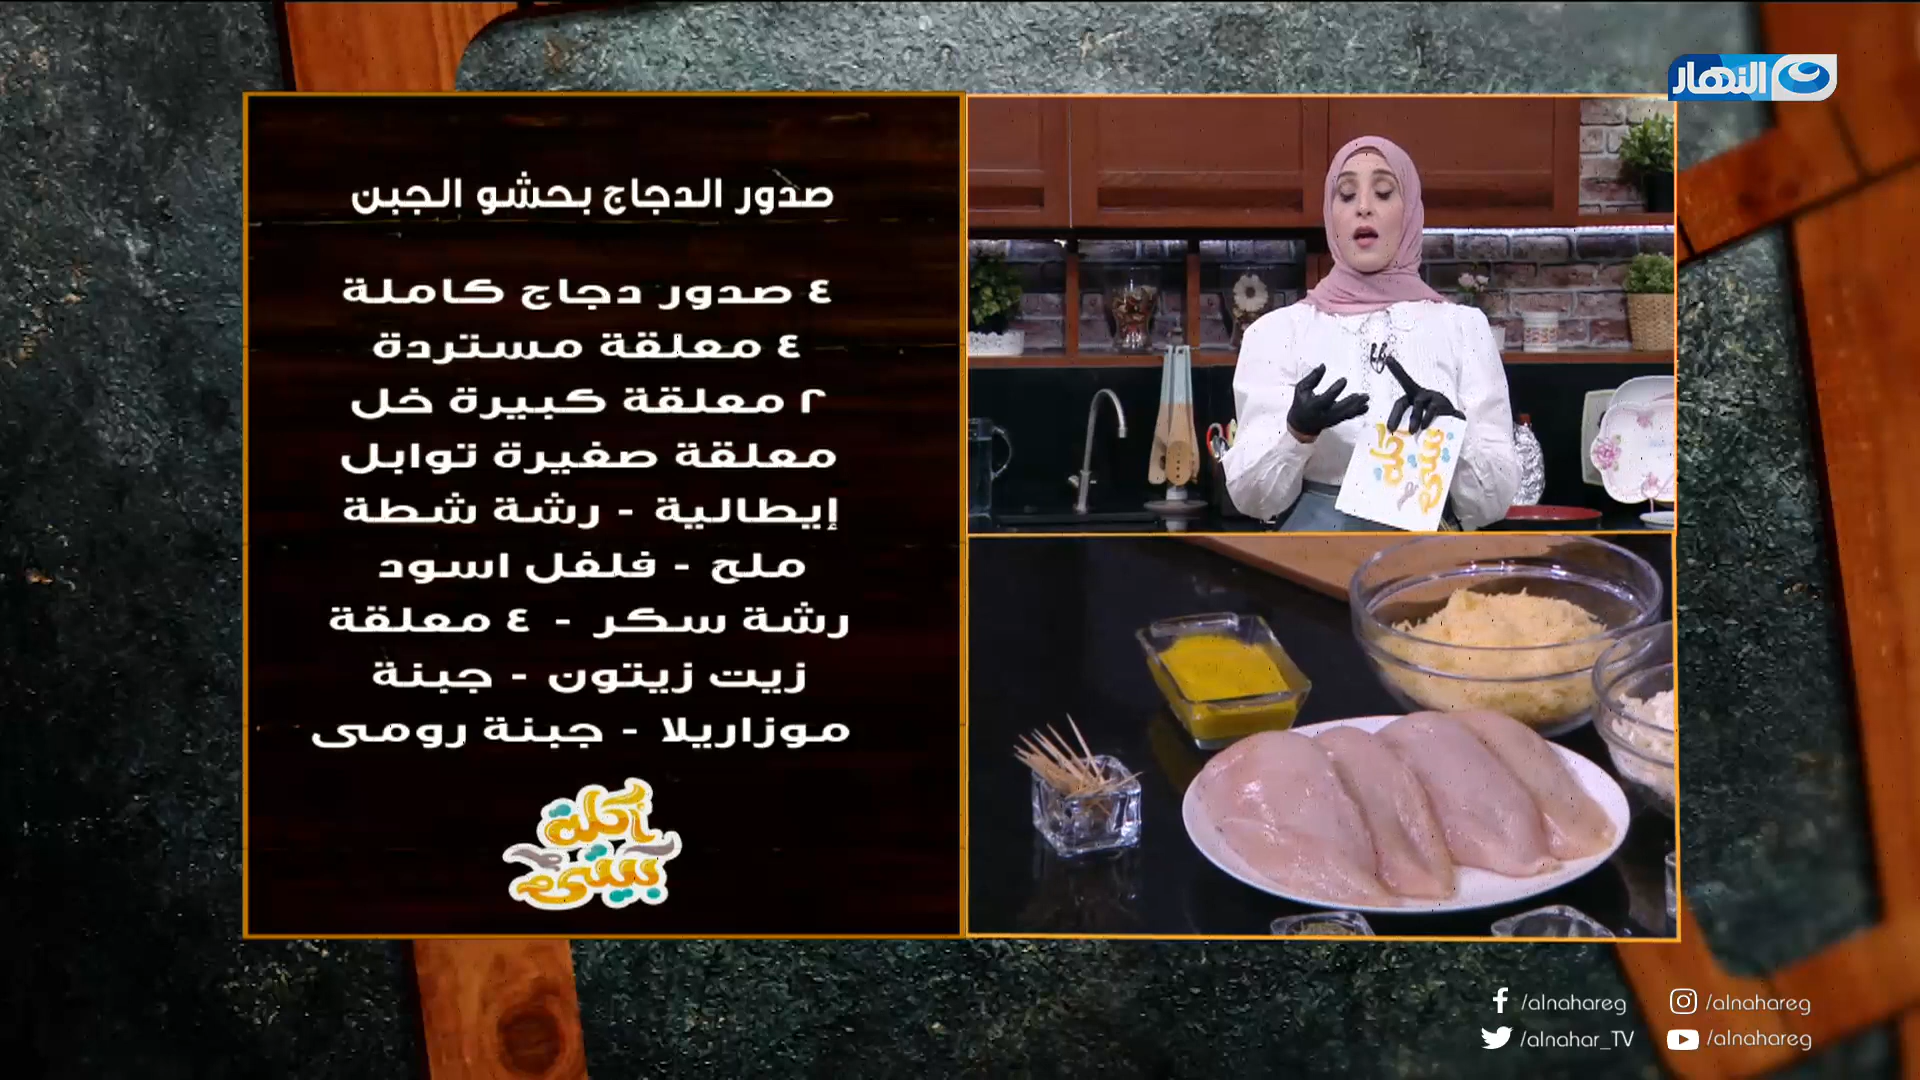 النهار
صدور الدجاج بحشو الجبن
٤ صدور دجاج كاملة
٤ معلقة مستردة
٢ معلقة كبيرة خل
معلقة صغيرة توابل
إيطالية - رشة شطة
ملح - فلفل اسود
رشة سكر - ٤ معلقة
زيت زيتون - جبنة
موزاريلا - جبنة رومى
أكلة
بيتى
أكلة
بيتى
/alnahareg
/alnahareg
/alnahar_TV
/alnahareg